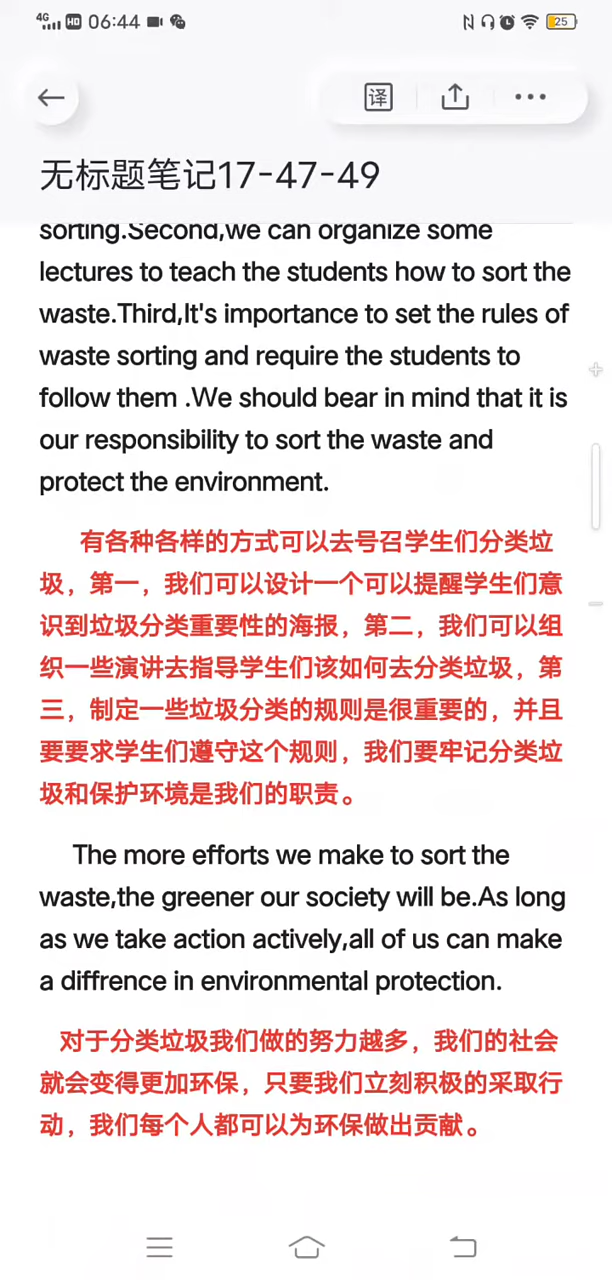 4G HD 06:44 25
译
无标题笔记17-47-49
sorting.Second,we can organize some
lectures to teach the students how to sort the
waste.Third,It's importance to set the rules of
waste sorting and require the students to
follow them .We should bear in mind that it is
our responsibility to sort the waste and
protect the environment.
有各种各样的方式可以去号召学生们分类垃
圾，第一，我们可以设计一个可以提醒学生们意
识到垃圾分类重要性的海报，第二，我们可以组
织一些演讲去指导学生们该如何去分类垃圾，第
三，制定一些垃圾分类的规则是很重要的，并且
要要求学生们遵守这个规则，我们要牢记分类垃
圾和保护环境是我们的职责。
The more efforts we make to sort the
waste,the greener our society will be.As long
as we take action actively,all of us can make
a diffrence in environmental protection.
对于分类垃圾我们做的努力越多，我们的社会
就会变得更加环保，只要我们立刻积极的采取行
动，我们每个人都可以为环保做出贡献。